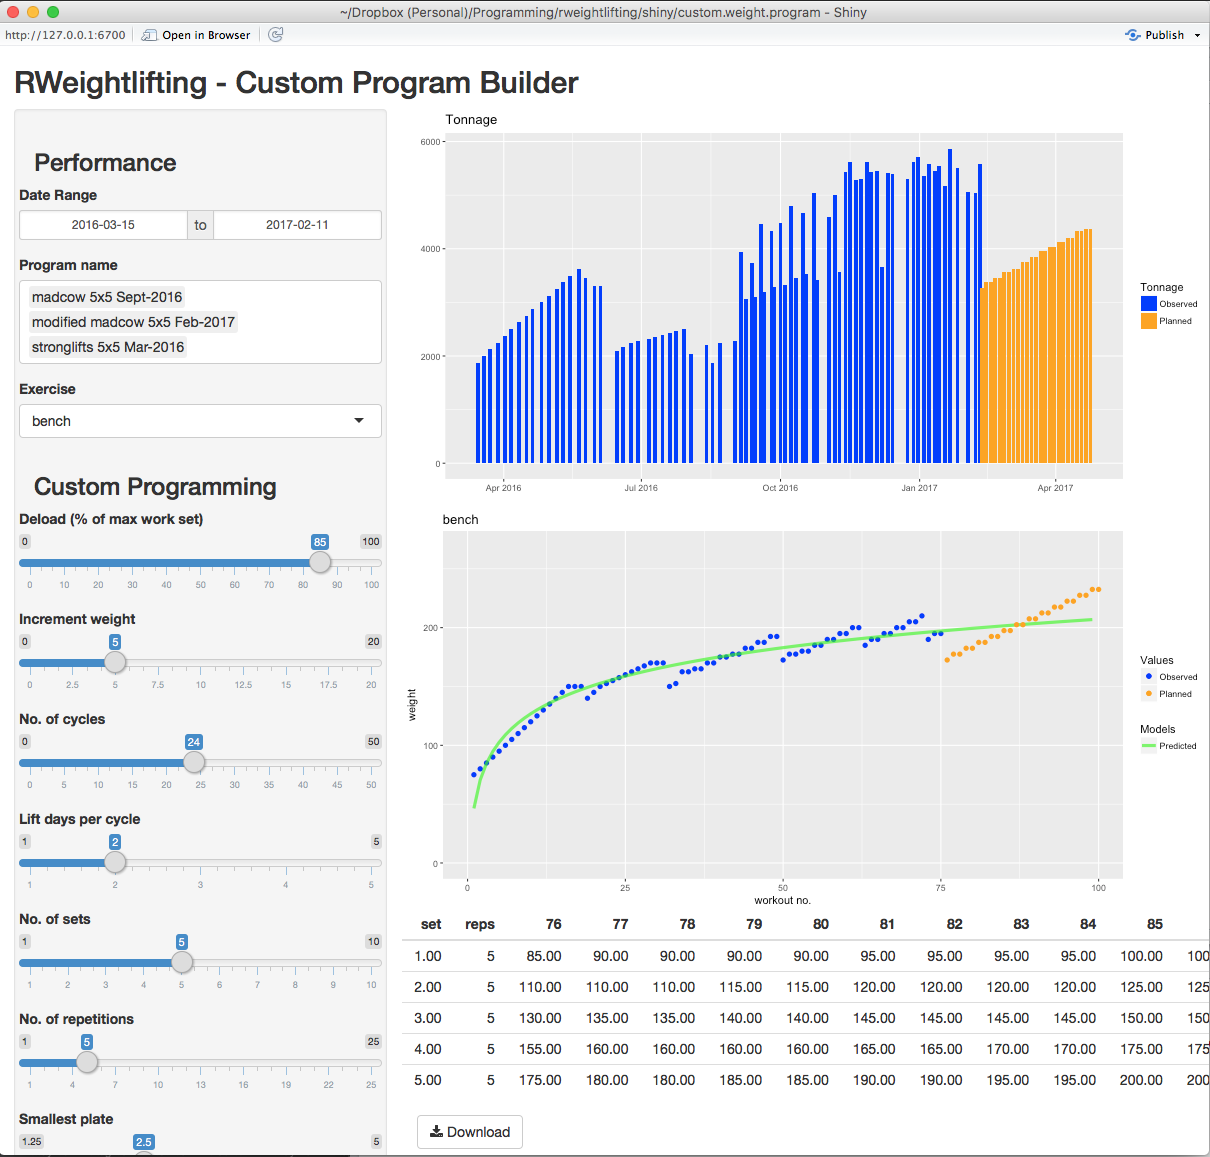 ~/Dropbox (Personal)/Programming/rweightlifting/shiny/custom.weight.program - Shiny
http://127.0.0.1:6700 Open in Browser Publish
RWeightlifting - Custom Program Builder
Performance
Date Range
2016-03-15 to 2017-02-11
Program name
madcow 5x5 Sept-2016
modified madcow 5x5 Feb-2017
stronglifts 5x5 Mar-2016
Exercise
bench
Custom Programming
Deload (% of max work set)
0 85 100
0 10 20 30 40 50 60 70 80 90 100
Increment weight
0 5 20
0 2.5 5 7.5 10 12.5 15 17.5 20
No. of cycles
0 24 50
0 5 10 15 20 25 30 35 40 45 50
Lift days per cycle
1 2 5
1 2 3 4 5
No. of sets
1 5 10
1 2 3 4 5 6 7 8 9 10
No. of repetitions
1 5 25
1 4 7 10 13 16 19 22 25
Smallest plate
1.25 2.5 5
Tonnage
6000
4000
2000
0
Apr 2016 Jul 2016 Oct 2016 Jan 2017 Apr 2017
Tonnage
Observed
Planned
bench
weight
200
100
0
0 25 50 75 100
workout no.
Values
Observed
Planned
Models
Predicted
set reps 76 77 78 79 80 81 82 83 84 85
1.00 5 85.00 90.00 90.00 90.00 90.00 95.00 95.00 95.00 95.00 100.00 100
2.00 5 110.00 110.00 110.00 115.00 115.00 120.00 120.00 120.00 120.00 125.00 125
3.00 5 130.00 135.00 135.00 140.00 140.00 145.00 145.00 145.00 145.00 150.00 150
4.00 5 155.00 160.00 160.00 160.00 160.00 165.00 165.00 170.00 170.00 175.00 175
5.00 5 175.00 180.00 180.00 185.00 185.00 190.00 190.00 195.00 195.00 200.00 200
Download